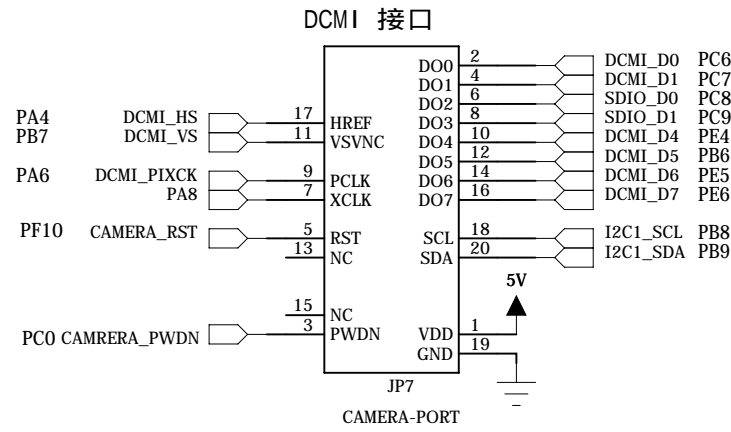 DCMI 接口
2 DCMI_D0 PC6
DO0
4 DCMI_D1 PC7
DO1
6 SDIO_D0 PC8
DO2
PA4 DCMI_HS 17 HREF
8 SDIO_D1 PC9
DO3
PB7 DCMI_VS 11 VSVNC
10 DCMI_D4 PE4
DO4
12 DCMI_D5 PB6
DO5
PA6 DCMI_PIXCK 9 PCLK
14 DCMI_D6 PE5
DO6
PA8 7 XCLK
16 DCMI_D7 PE6
DO7
PF10 CAMERA_RST 5 RST
SCL 18 I2C1_SCL PB8
13 NC
SDA 20 I2C1_SDA PB9
5V
15 NC
PC0 CAMRERA_PWDN 3 PWDN
VDD 1
GND 19
JP7
CAMERA-PORT